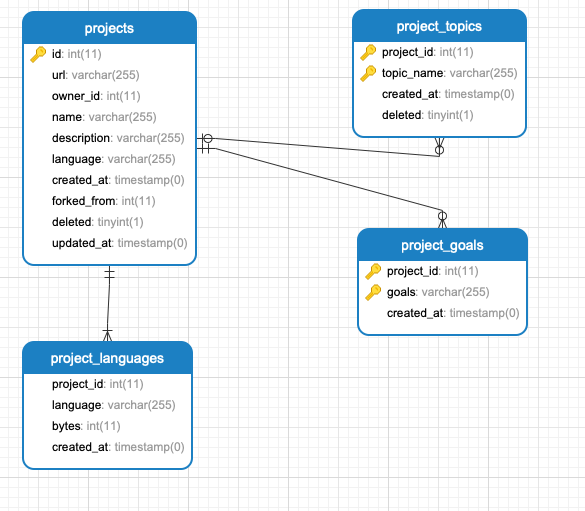 projects
id: int(11)
url: varchar(255)
owner_id: int(11)
name: varchar(255)
description: varchar(255)
language: varchar(255)
created_at: timestamp(0)
forked_from: int(11)
deleted: tinyint(1)
updated_at: timestamp(0)
project_topics
project_id: int(11)
topic_name: varchar(255)
created_at: timestamp(0)
deleted: tinyint(1)
project_goals
project_id: int(11)
goals: varchar(255)
created_at: timestamp(0)
project_languages
project_id: int(11)
language: varchar(255)
bytes: int(11)
created_at: timestamp(0)